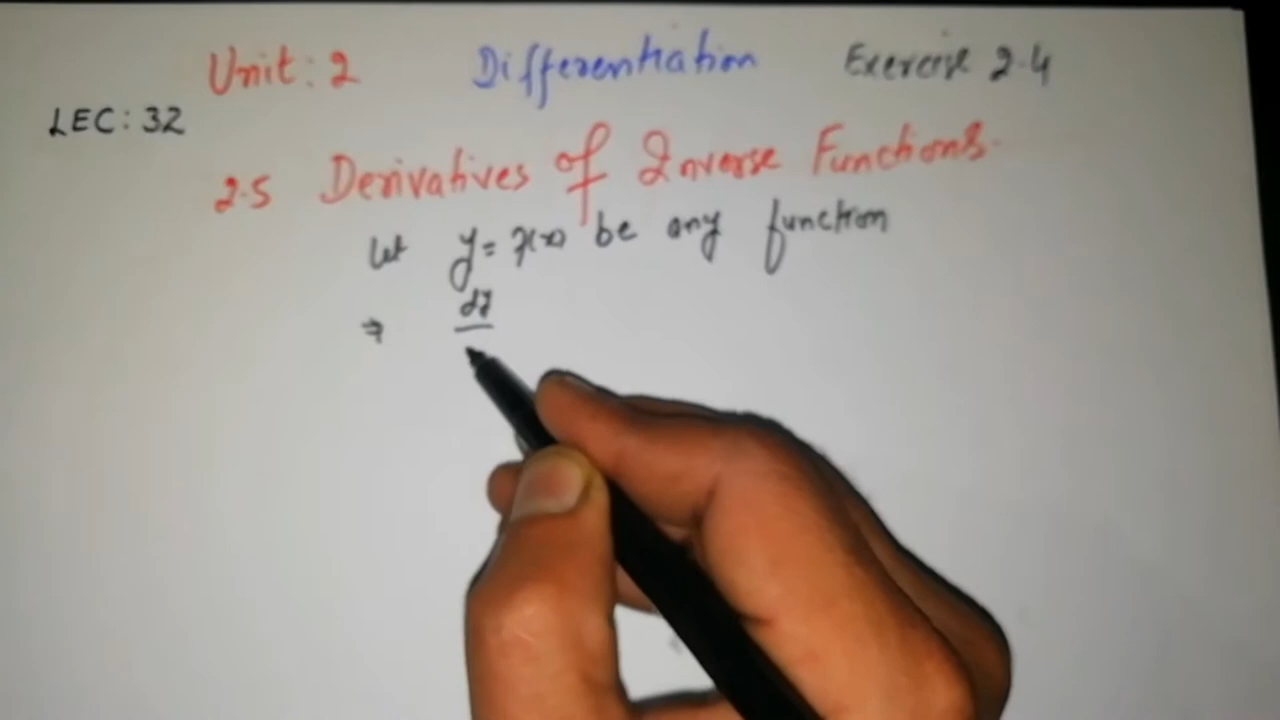 Unit: 2 Differentiation Exercise 2.4
LEC: 32
2.5 Derivatives of Inverse Functions.
let y = f(x) be any function
⇒ dy